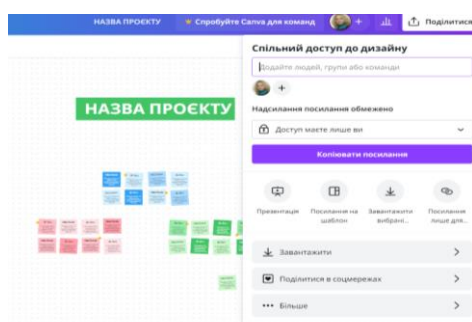 НАЗВА ПРОЄКТУ
Спробуйте Canva для команд
Поділитися
НАЗВА ПРОЄКТУ
Спільний доступ до дизайну
Додайте людей, групи або команди
Надсилання посилання обмежено
Доступ маєте лише ви
Копіювати посилання
Презентація
Посилання на шаблон
Завантажити вибрані...
Посилання лише для...
Завантажити
Поділитися в соцмережах
Більше